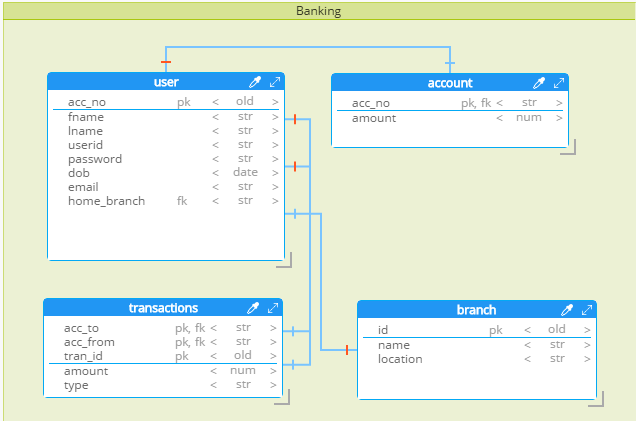 Banking
user
acc_no pk < old >
fname < str >
lname < str >
userid < str >
password < str >
dob < date >
email < str >
home_branch fk < str >
account
acc_no pk, fk < str >
amount < num >
transactions
acc_to pk, fk < str >
acc_from pk, fk < str >
tran_id pk < old >
amount < num >
type < str >
branch
id pk < old >
name < str >
location < str >